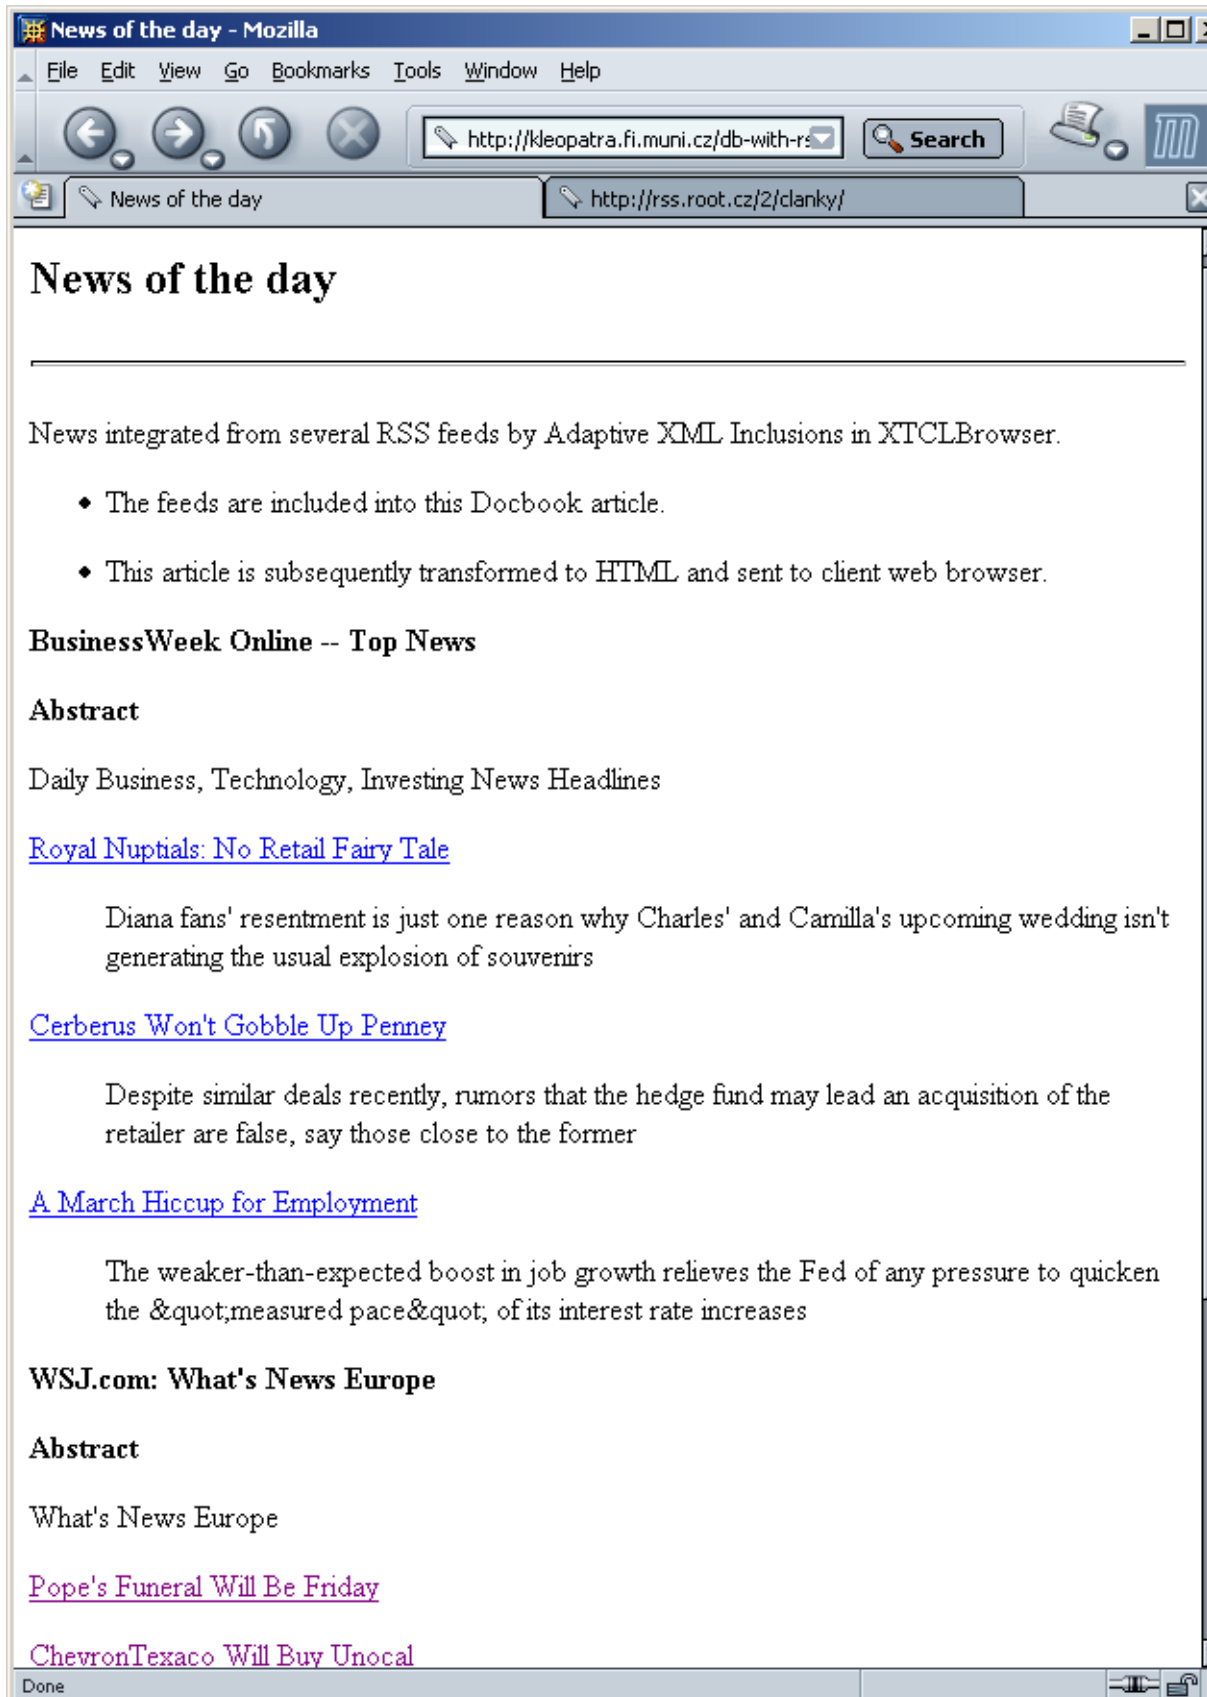 News of the day - Mozilla
File Edit View Go Bookmarks Tools Window Help
http://kleopatra.fi.muni.cz/db-with-rs Search
News of the day http://rss.root.cz/2/clanky/
News of the day
News integrated from several RSS feeds by Adaptive XML Inclusions in XTCLBrowser.
• The feeds are included into this Docbook article.
• This article is subsequently transformed to HTML and sent to client web browser.
BusinessWeek Online -- Top News
Abstract
Daily Business, Technology, Investing News Headlines
Royal Nuptials: No Retail Fairy Tale
Diana fans' resentment is just one reason why Charles' and Camilla's upcoming wedding isn't
generating the usual explosion of souvenirs
Cerberus Won't Gobble Up Penney
Despite similar deals recently, rumors that the hedge fund may lead an acquisition of the
retailer are false, say those close to the former
A March Hiccup for Employment
The weaker-than-expected boost in job growth relieves the Fed of any pressure to quicken
the &quot;measured pace&quot; of its interest rate increases
WSJ.com: What's News Europe
Abstract
What's News Europe
Pope's Funeral Will Be Friday
ChevronTexaco Will Buy Unocal
Done